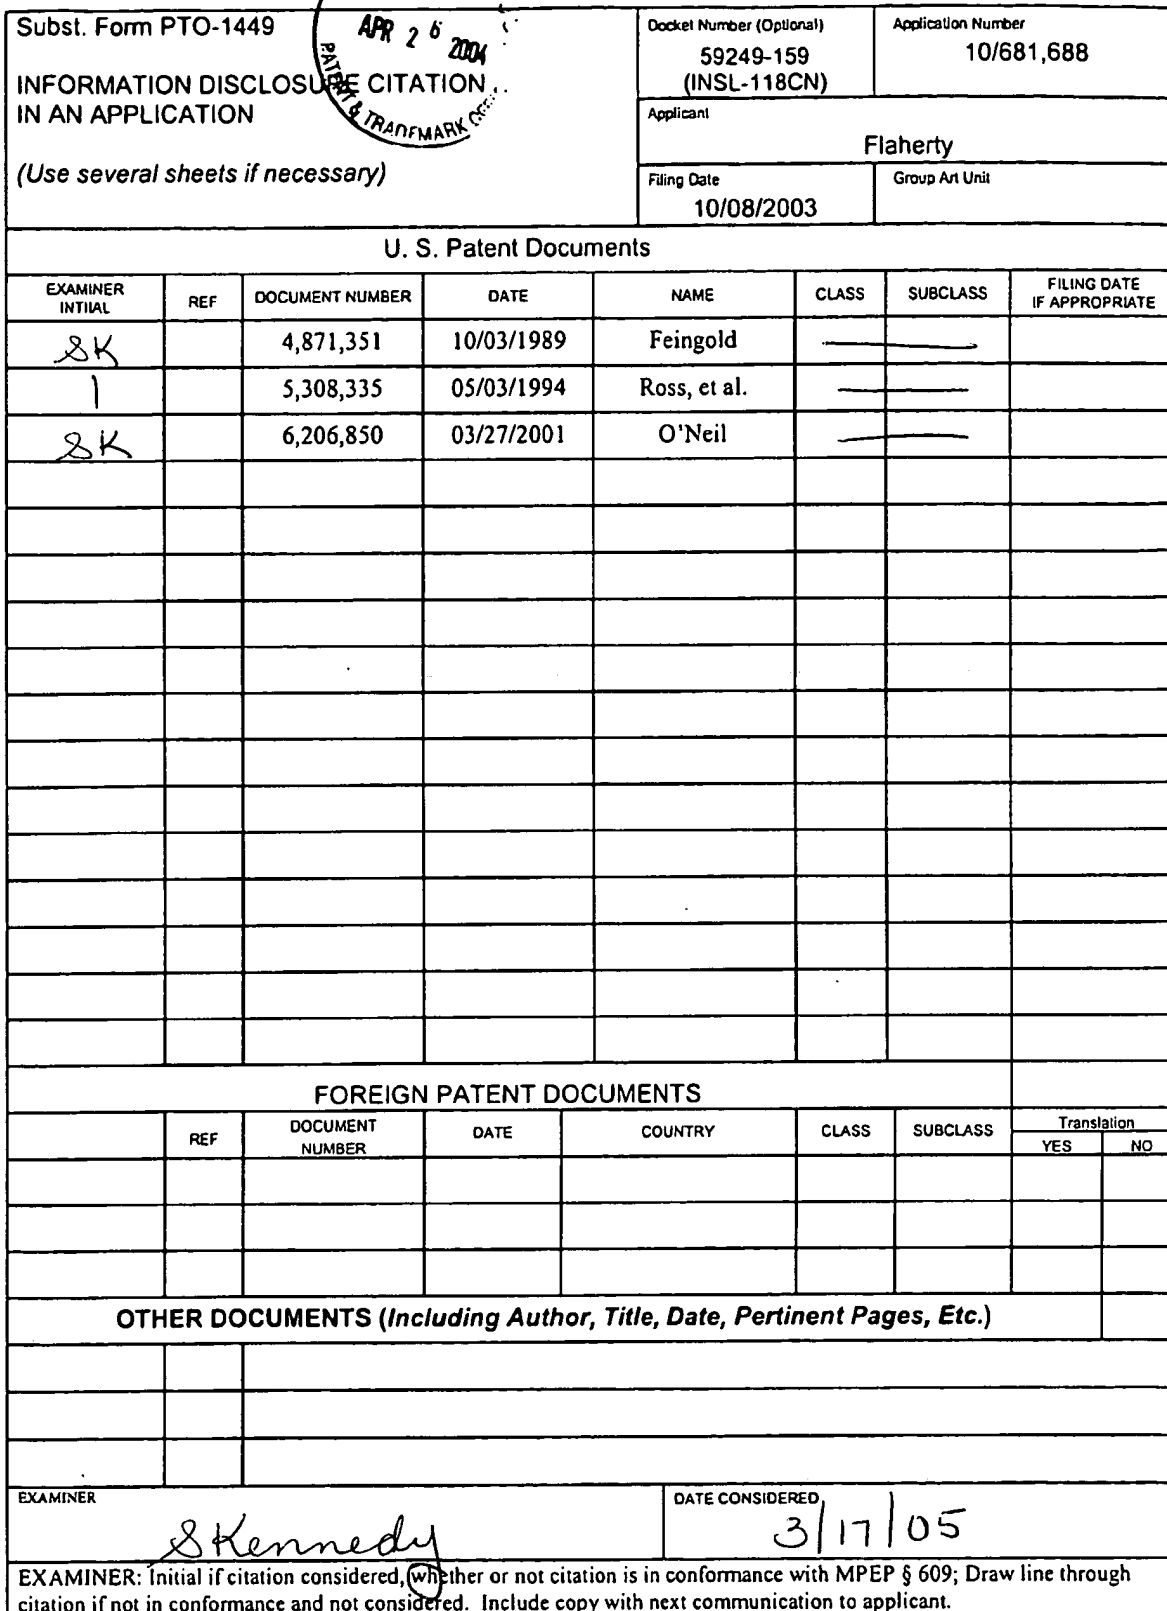 Subst. Form PTO-1449
APR 2 6 2004
PATENT & TRADEMARK
INFORMATION DISCLOSURE CITATION
IN AN APPLICATION
(Use several sheets if necessary)
Docket Number (Optional)
59249-159
(INSL-118CN)
Application Number
10/681,688
Applicant
Flaherty
Filing Date
10/08/2003
Group Art Unit
U. S. Patent Documents
EXAMINER INTIIAL REF DOCUMENT NUMBER DATE NAME CLASS SUBCLASS FILING DATE IF APPROPRIATE
SK 4,871,351 10/03/1989 Feingold
5,308,335 05/03/1994 Ross, et al.
SK 6,206,850 03/27/2001 O'Neil
FOREIGN PATENT DOCUMENTS
REF DOCUMENT NUMBER DATE COUNTRY CLASS SUBCLASS Translation
YES NO
OTHER DOCUMENTS (Including Author, Title, Date, Pertinent Pages, Etc.)
EXAMINER
SKennedy
DATE CONSIDERED
3/17/05
EXAMINER: Initial if citation considered, whether or not citation is in conformance with MPEP § 609; Draw line through
citation if not in conformance and not considered. Include copy with next communication to applicant.